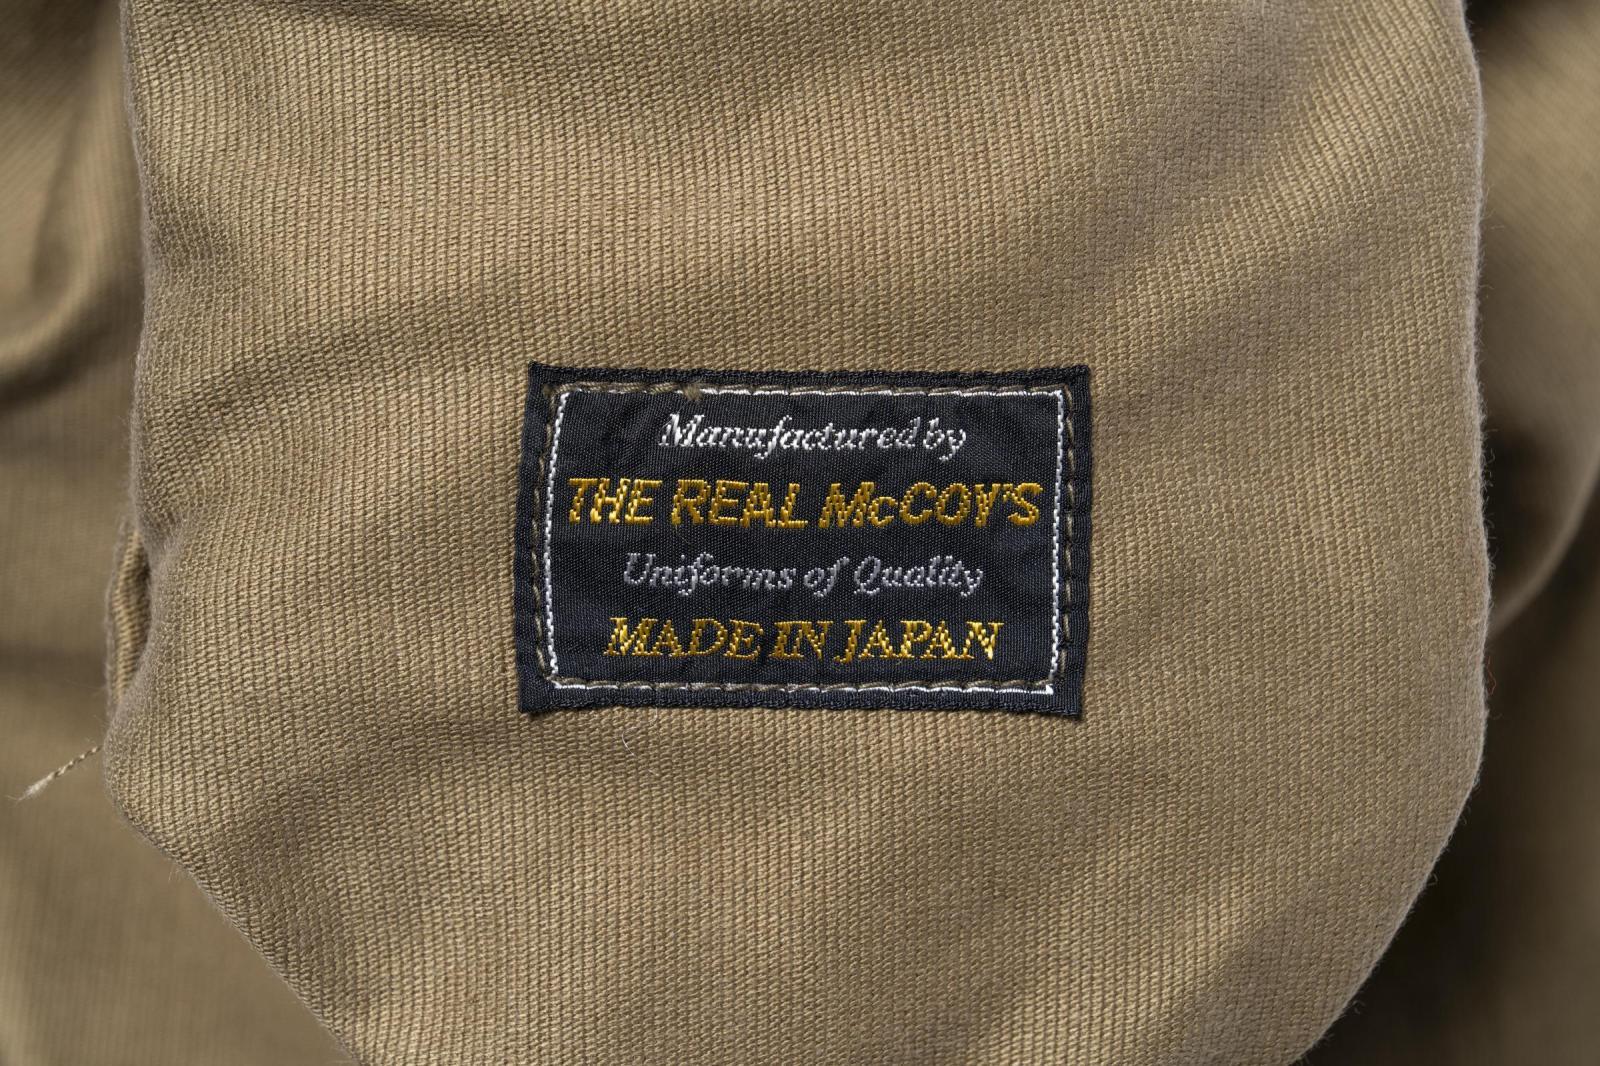 Manufactured by
THE REAL McCOY'S
Uniforms of Quality
MADE IN JAPAN